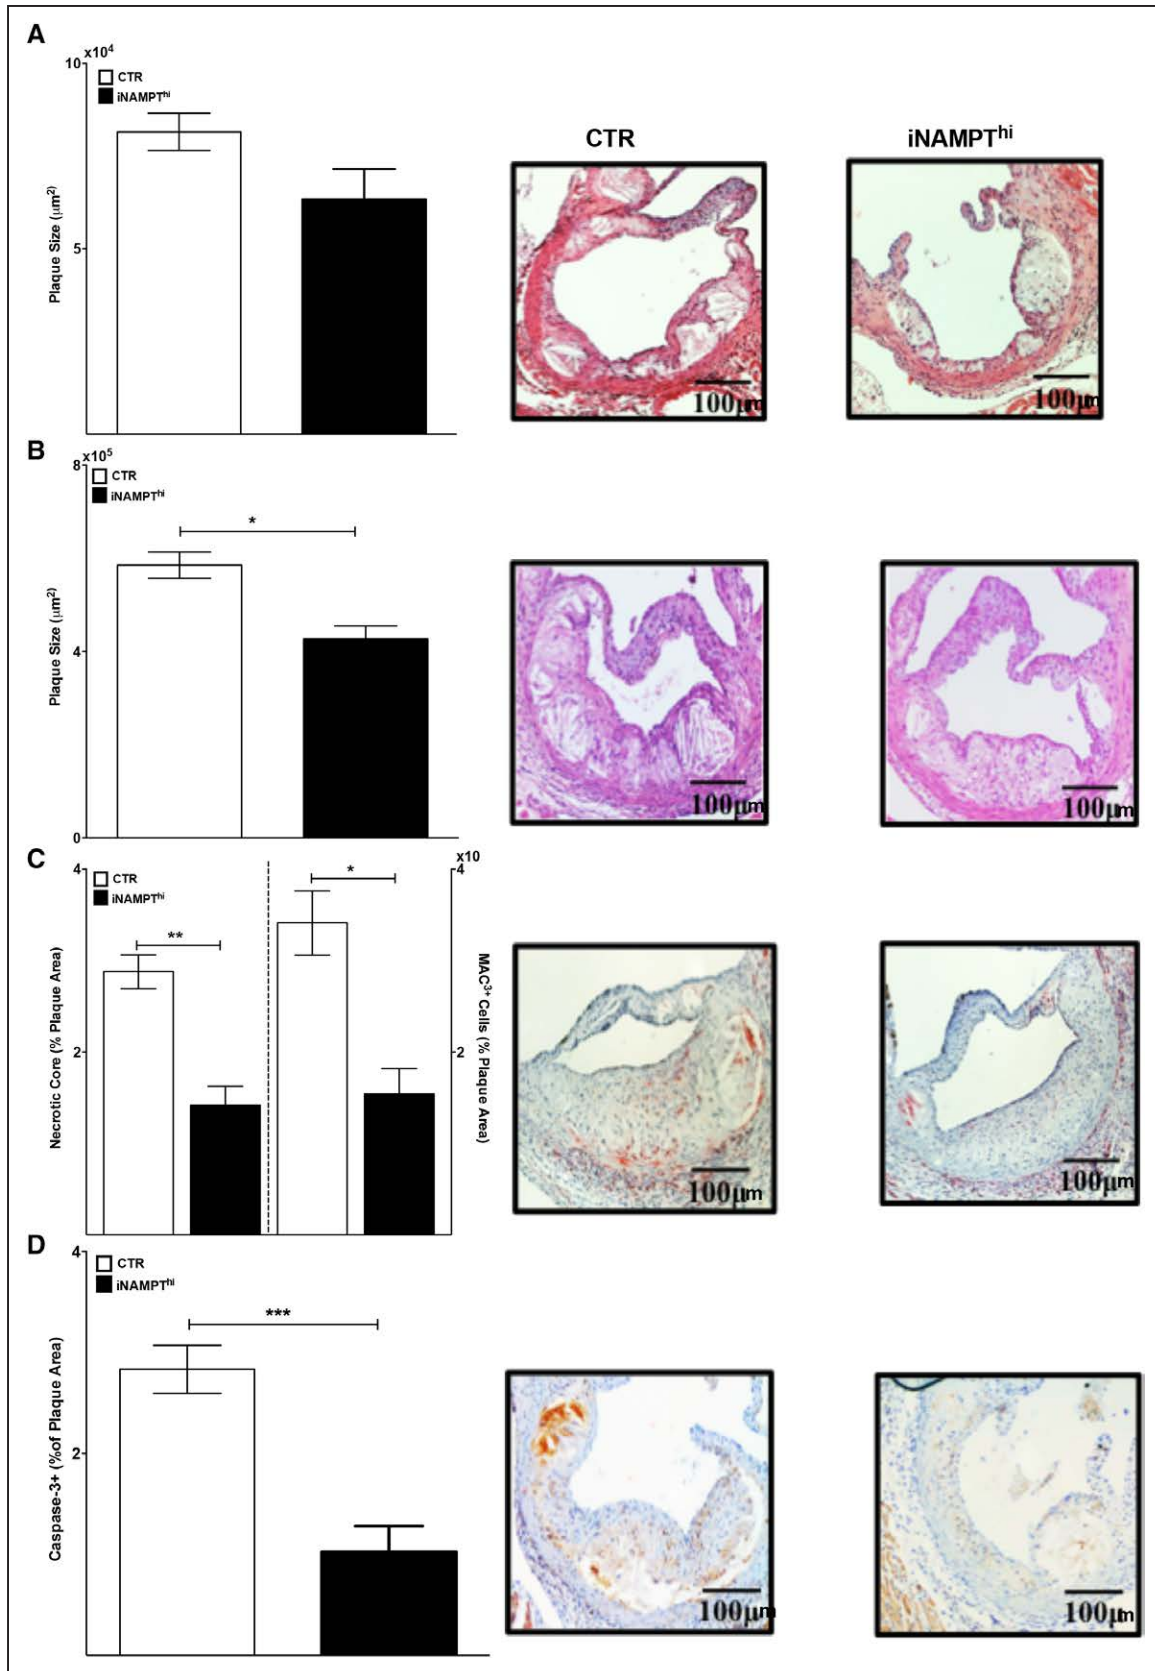 A
x10⁴
10
CTR
iNAMPTʰⁱ
5
Plaque Size (μm²)
CTR
iNAMPTʰⁱ
100μm
100μm
B
x10⁵
8
CTR
iNAMPTʰⁱ
*
4
0
Plaque Size (μm²)
100μm
100μm
C
x10
4
4
CTR
iNAMPTʰⁱ
**
*
2
2
Necrotic Core (% Plaque Area)
MAC³⁺ Cells (% Plaque Area)
100μm
100μm
D
4
CTR
iNAMPTʰⁱ
***
2
Caspase-3+ (%of Plaque Area)
100μm
100μm